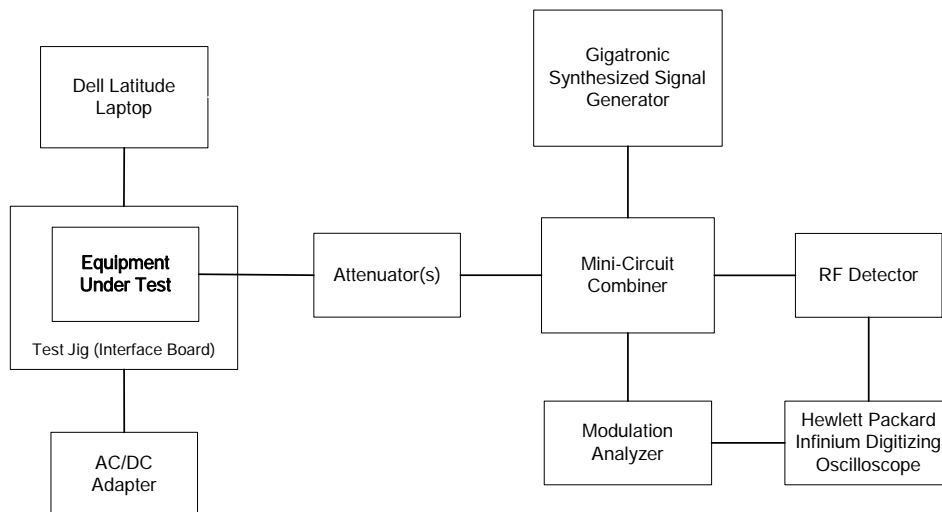 Dell Latitude
Laptop
Gigatronic
Synthesized Signal
Generator
Equipment
Under Test
Test Jig (Interface Board)
Attenuator(s)
Mini-Circuit
Combiner
RF Detector
AC/DC
Adapter
Modulation
Analyzer
Hewlett Packard
Infinium Digitizing
Oscilloscope